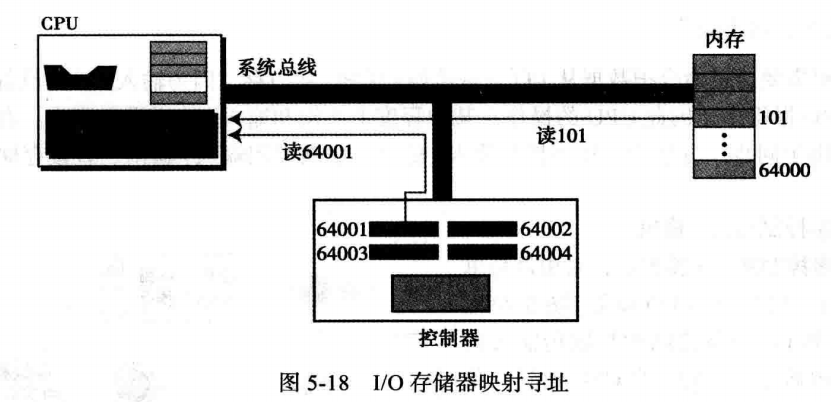 CPU
系统总线
内存
101
64000
读101
读64001
64001
64002
64003
64004
控制器
图 5-18 I/O 存储器映射寻址